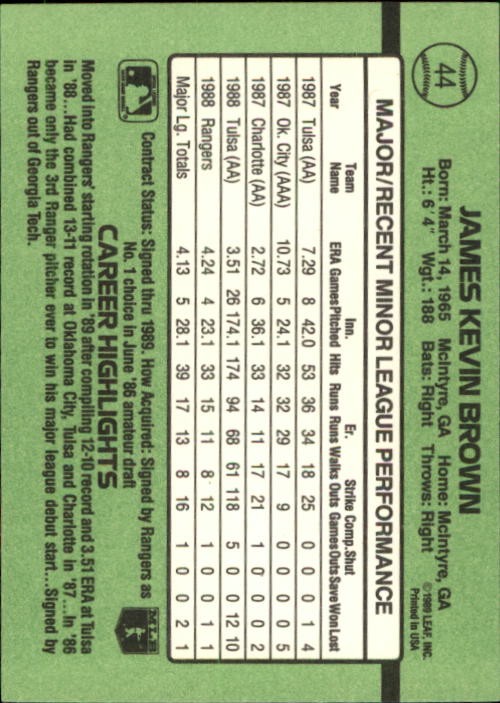 44
JAMES KEVIN BROWN
Born: March 14, 1965 McIntyre, GA Home: McIntyre, GA
Ht.: 6' 4" Wgt.: 188 Bats: Right Throws: Right
©1989 LEAF, INC.
Printed in USA
MAJOR/RECENT MINOR LEAGUE PERFORMANCE
Team Inn. Er. Strike Comp. Shut
Year Name ERA Games Pitched Hits Runs Runs Walks Outs Games Outs Save Won Lost
1987 Tulsa (AA) 7.29 8 42.0 53 36 34 18 25 0 0 0 1 4
1987 Ok. City (AAA) 10.73 5 24.1 32 32 29 17 9 0 0 0 0 5
1987 Charlotte (AA) 2.72 6 36.1 33 14 11 17 21 1 0 0 0 2
1988 Tulsa (AA) 3.51 26 174.1 174 94 68 61 118 5 0 0 12 10
1988 Rangers 4.24 4 23.1 33 15 11 8 12 1 0 0 1 1
Major Lg. Totals 4.13 5 28.1 39 17 13 8 16 1 0 0 2 1
Contract Status: Signed thru 1989. How Acquired: Signed by Rangers as
No. 1 choice in June '86 amateur draft
MLB
CAREER HIGHLIGHTS
Moved into Rangers' starting rotation in '89 after compiling 12-10 record and 3.51 ERA at Tulsa
in '88...Had combined 13-11 record at Oklahoma City, Tulsa and Charlotte in '87...In '86
became only the 3rd Ranger pitcher ever to win his major league debut start...Signed by
Rangers out of Georgia Tech.